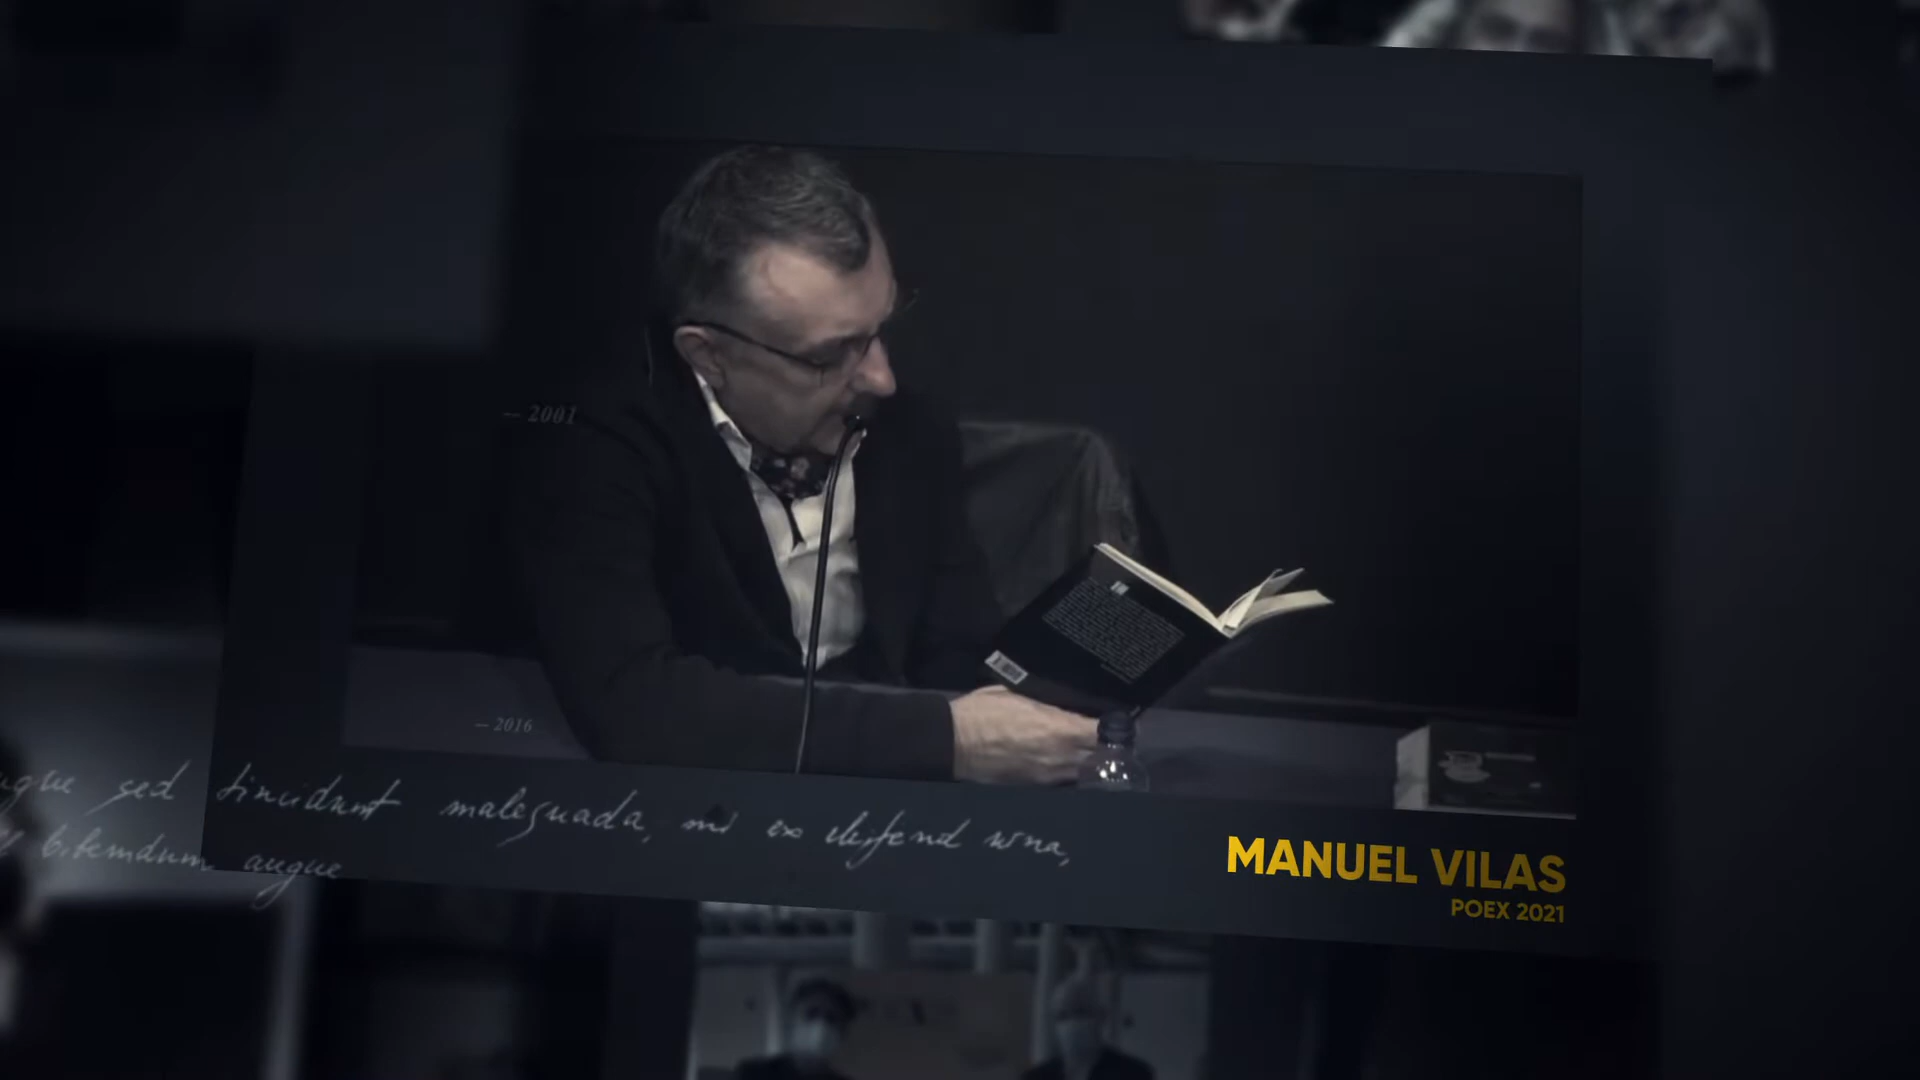 — 2001
— 2016
augue sed tincidunt malesuada, mi ex eleifend urna,
bibendum augue
MANUEL VILAS
POEX 2021